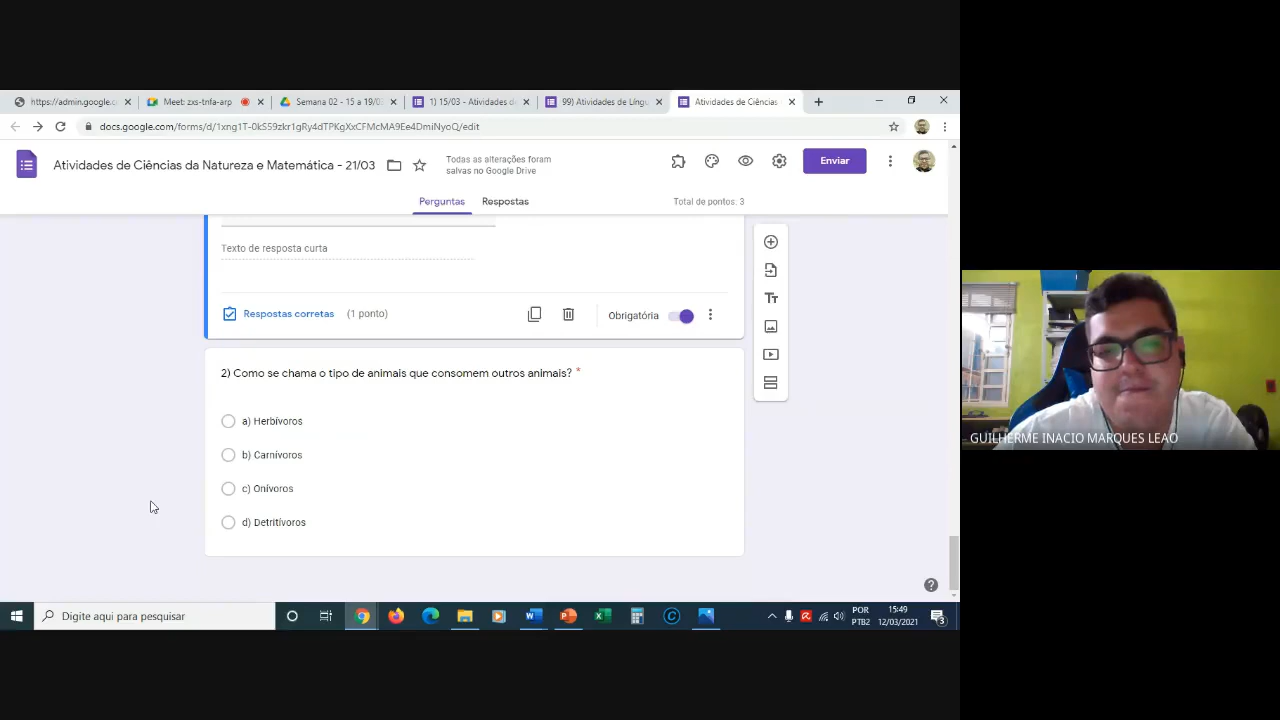 https://admin.google.c
Meet: zxs-tnfa-arp
Semana 02 - 15 a 19/0
1) 15/03 - Atividades de
99) Atividades de Língu
Atividades de Ciências
docs.google.com/forms/d/1xng1T-0kS59zkr1gRy4dTPKgXxCFMcMA9Ee4DmiNyoQ/edit
Atividades de Ciências da Natureza e Matemática - 21/03
Todas as alterações foram
salvas no Google Drive
Enviar
Perguntas
Respostas
Total de pontos: 3
Texto de resposta curta
Respostas corretas
(1 ponto)
Obrigatória
2) Como se chama o tipo de animais que consomem outros animais? *
a) Herbívoros
b) Carnívoros
c) Onívoros
d) Detritívoros
GUILHERME INACIO MARQUES LEAO
Digite aqui para pesquisar
POR
PTB2
15:49
12/03/2021
3